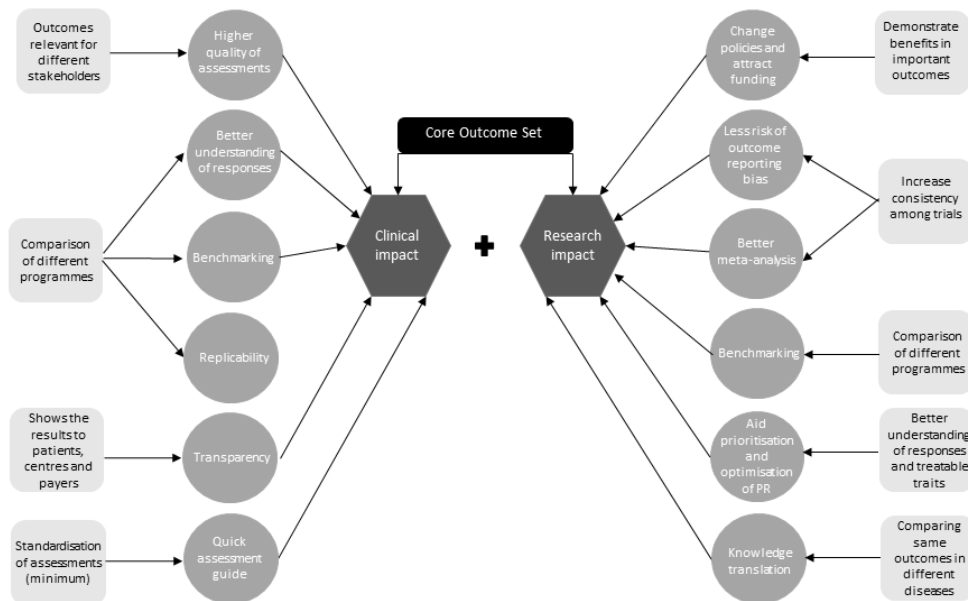 Outcomes
relevant for
different
stakeholders
Higher
quality of
assessments
Better
understanding
of responses
Comparison
of different
programmes
Benchmarking
Replicability
Shows the
results to
patients,
centres and
payers
Transparency
Standardisation
of assessments
(minimum)
Quick
assessment
guide
Core Outcome Set
Clinical
impact
Research
impact
Change
policies and
attract
funding
Demonstrate
benefits in
important
outcomes
Less risk of
outcome
reporting
bias
Increase
consistency
among trials
Better
meta-analysis
Benchmarking
Comparison
of different
programmes
Aid
prioritisation
and
optimisation
of PR
Better
understanding
of responses
and treatable
traits
Knowledge
translation
Comparing
same
outcomes in
different
diseases